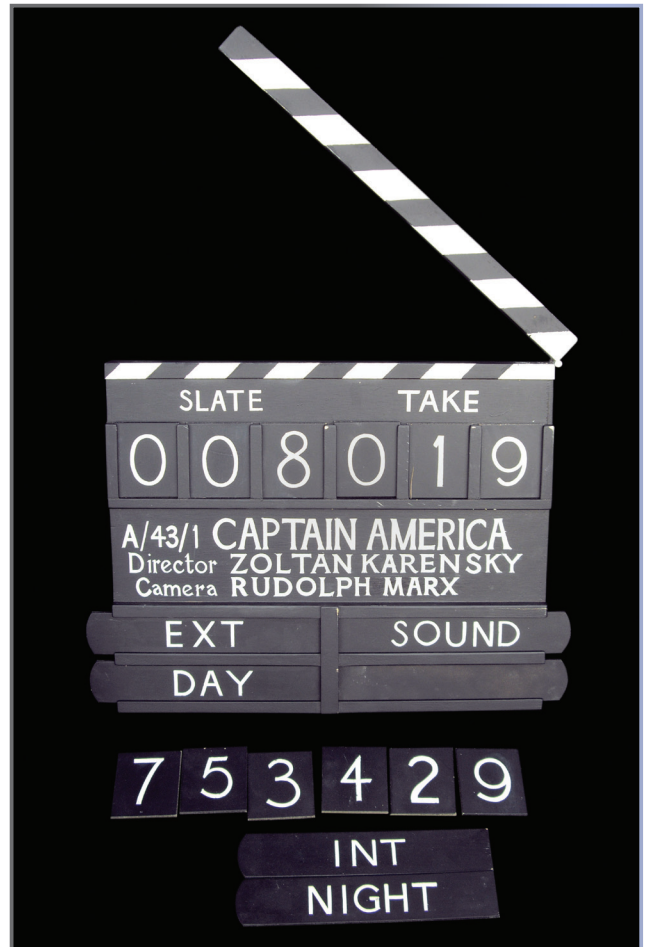 SLATE TAKE
0 0 8 0 1 9
A/43/1 CAPTAIN AMERICA
Director ZOLTAN KARENSKY
Camera RUDOLPH MARX
EXT SOUND
DAY
7 5 3 4 2 9
INT
NIGHT